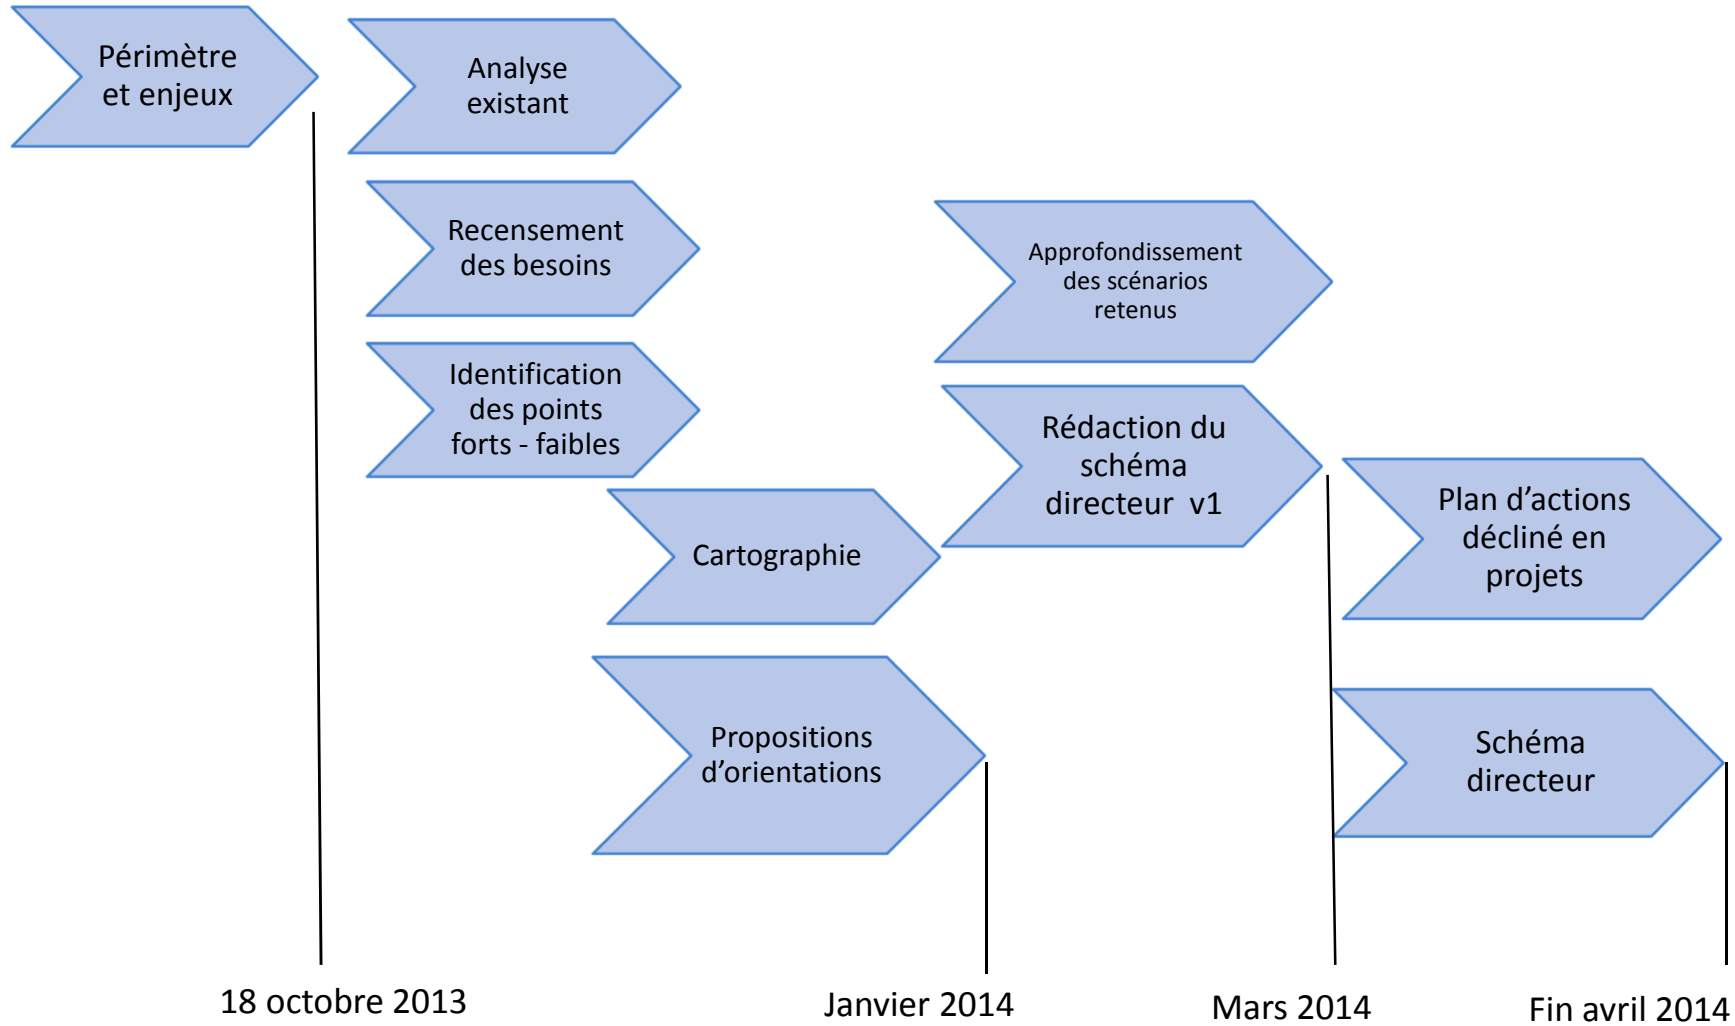 Périmètre
et enjeux
Analyse
existant
Recensement
des besoins
Identification
des points
forts - faibles
Cartographie
Propositions
d’orientations
Approfondissement
des scénarios
retenus
Rédaction du
schéma
directeur  v1
Plan d’actions
décliné en
projets
Schéma
directeur
18 octobre 2013
Janvier 2014
Mars 2014
Fin avril 2014